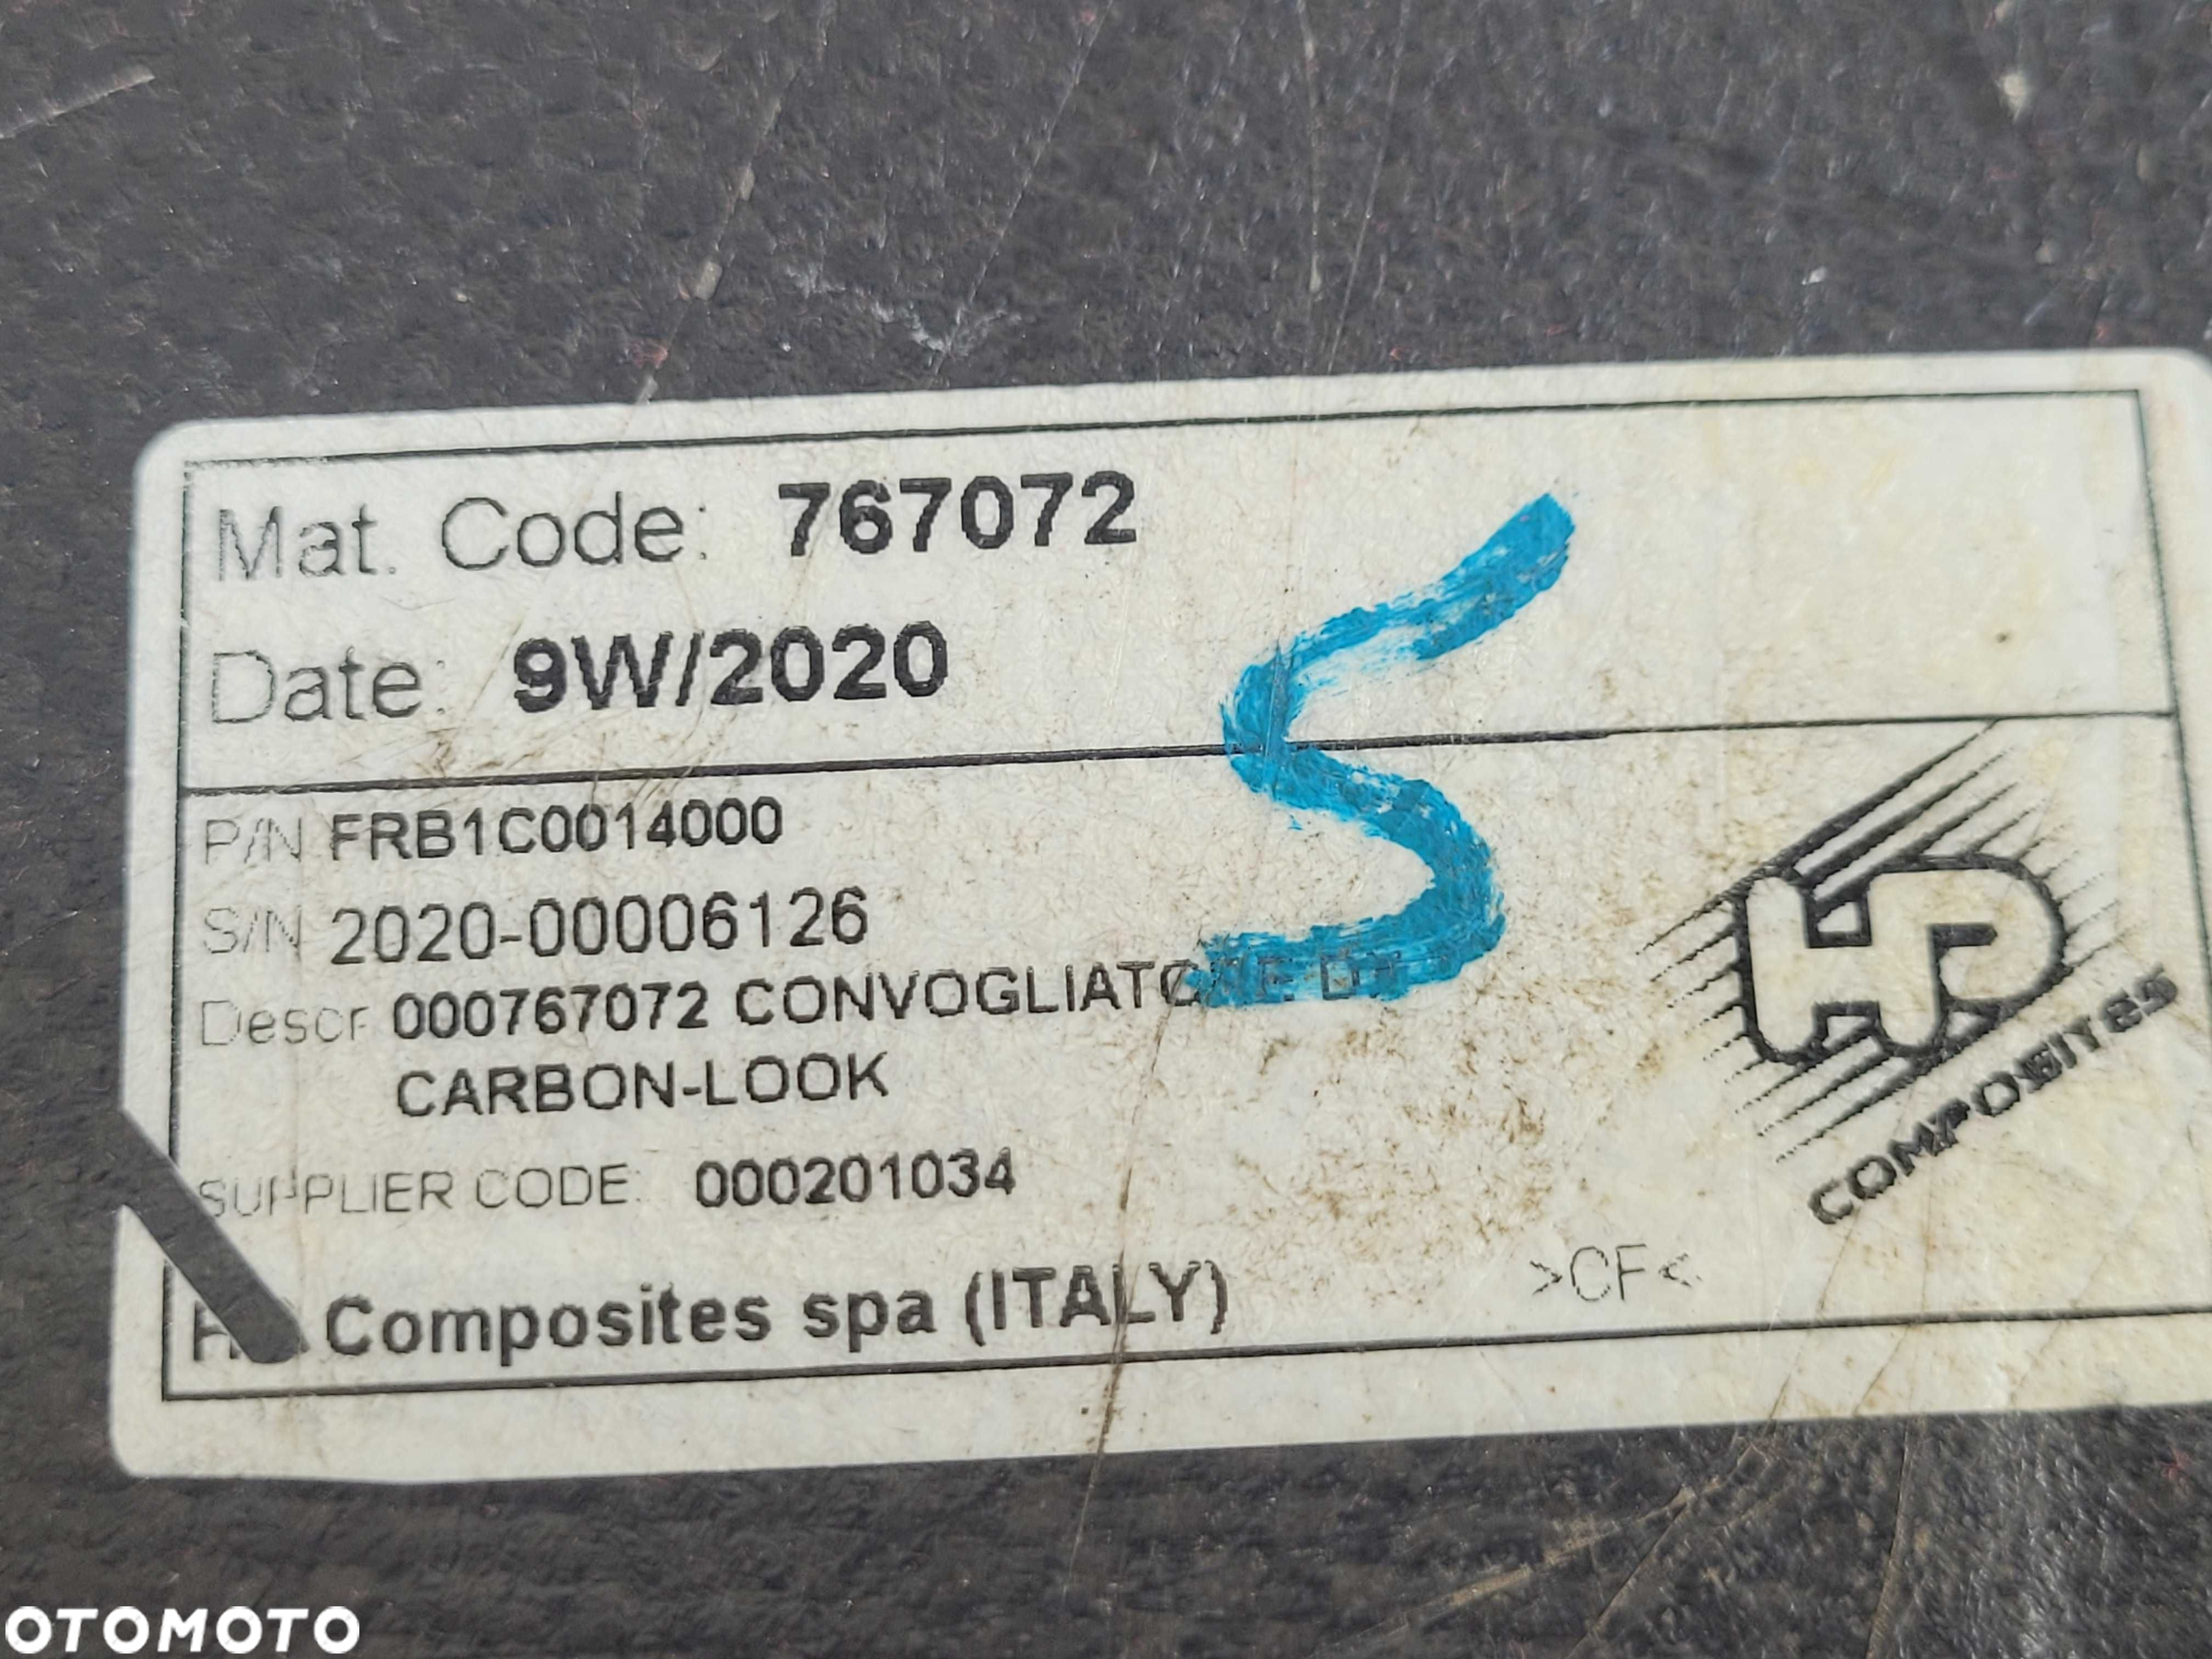 Mat. Code: 767072
Date: 9W/2020
P/N FRB1C0014000
S/N 2020-00006126
Descr 000767072 CONVOGLIATORE
CARBON-LOOK
SUPPLIER CODE: 000201034
Composites spa (ITALY)
>CF<
HP
COMPOSITES
S
OTOMOTO